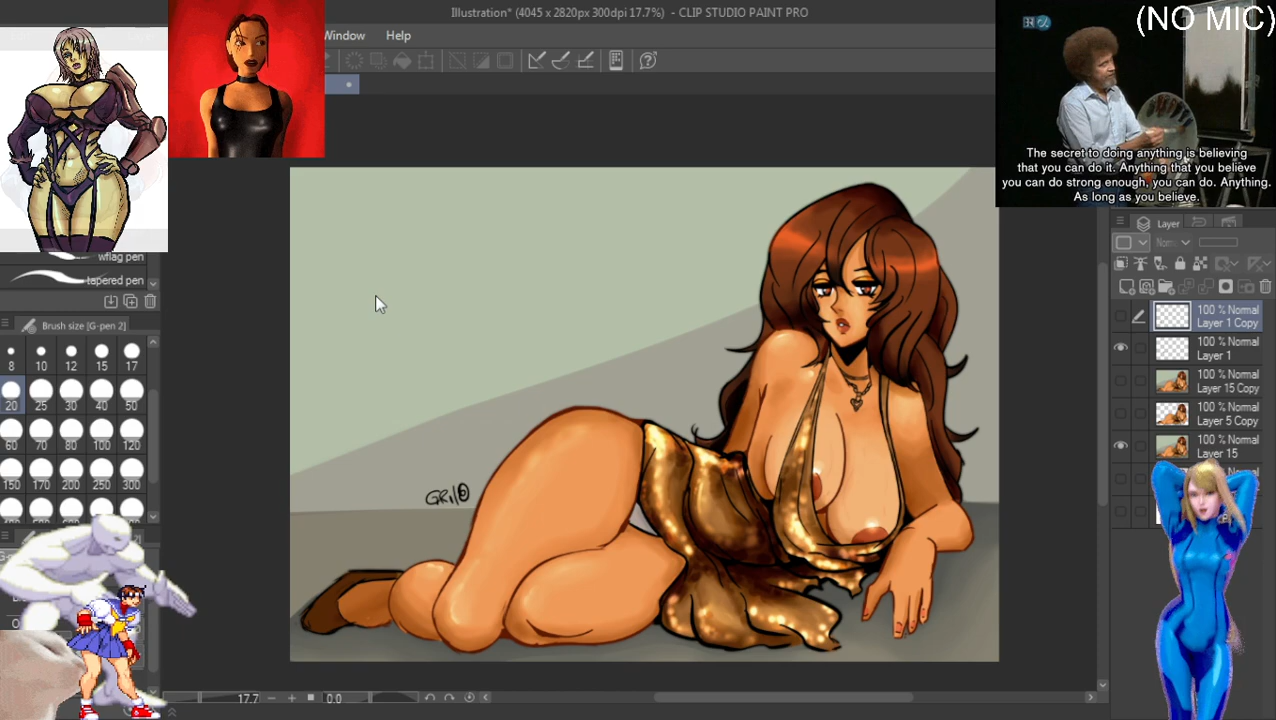 Illustration* (4045 x 2820px 300dpi 17.7%) - CLIP STUDIO PAINT PRO
(NO MIC)
Window Help
The secret to doing anything is believing
that you can do it. Anything that you believe
you can do strong enough, you can do. Anything.
As long as you believe.
Layer
100 % Normal
Layer 1 Copy
100 % Normal
Layer 1
100 % Normal
Layer 15 Copy
100 % Normal
Layer 5 Copy
100 % Normal
Layer 15
wflag pen
tapered pen
Brush size [G-pen 2]
8 10 12 15 17
20 25 30 40 50
60 70 80 100 120
150 170 200 250 300
17.7 0.0